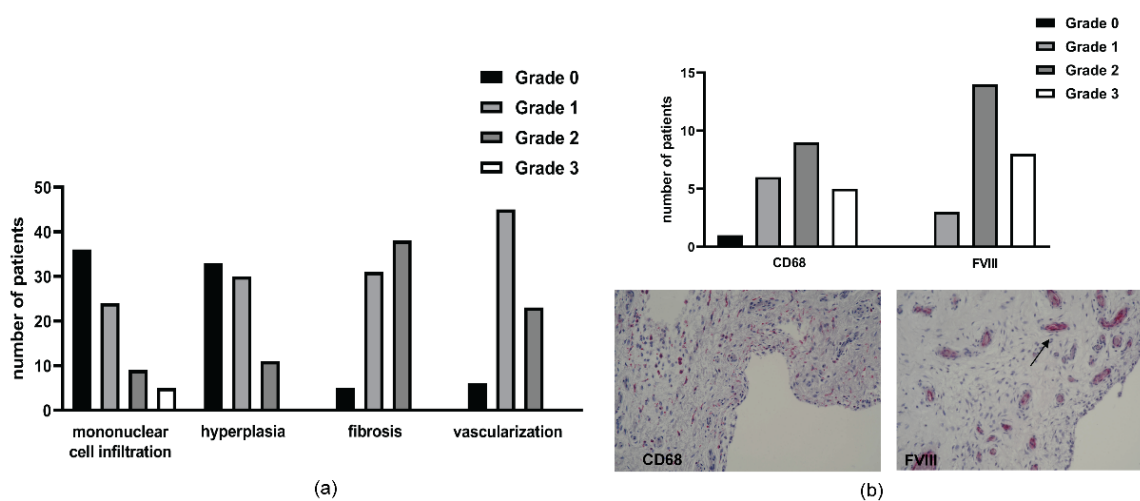 Grade 0
Grade 1
Grade 2
Grade 3
number of patients
50
40
30
20
10
0
mononuclear
cell infiltration
hyperplasia
fibrosis
vascularization
(a)
Grade 0
Grade 1
Grade 2
Grade 3
number of patients
15
10
5
0
CD68
FVIII
CD68
FVIII
(b)